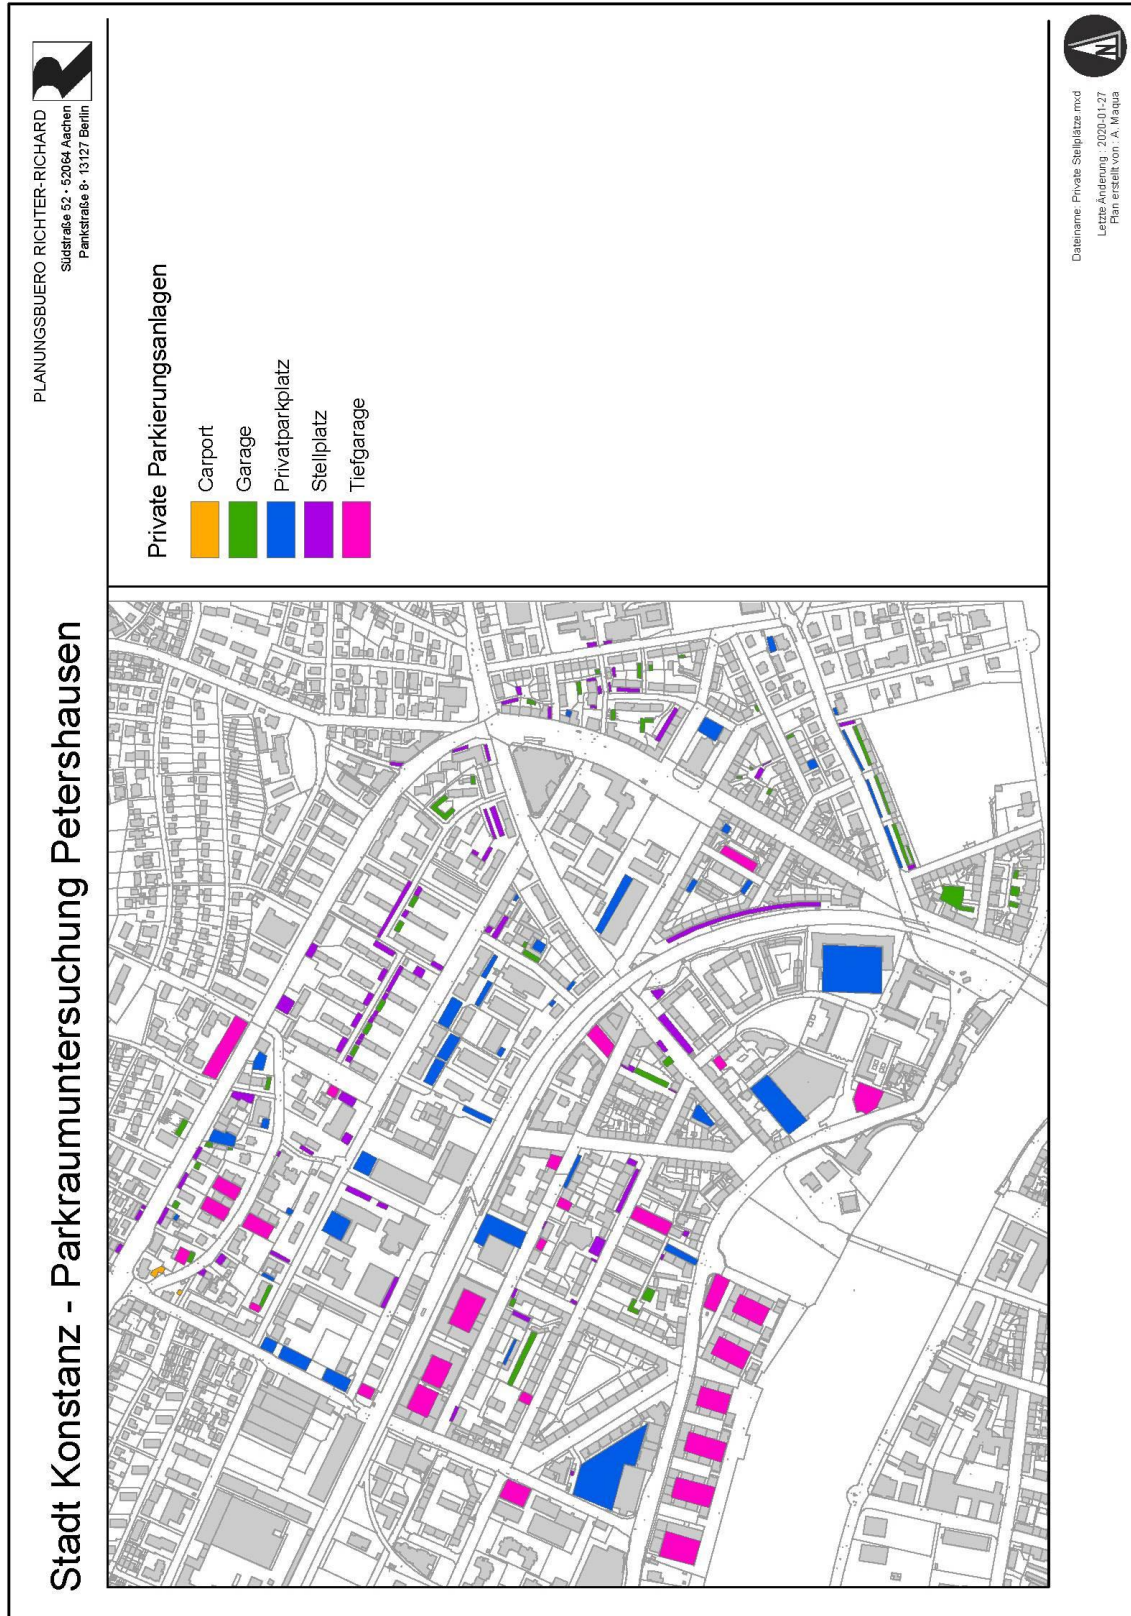 Stadt Konstanz - Parkraumuntersuchung Petershausen
PLANUNGSBUERO RICHTER-RICHARD
Südstraße 52 • 52064 Aachen
Pankstraße 8 • 13127 Berlin
Private Parkierungsanlagen
Carport
Garage
Privatparkplatz
Stellplatz
Tiefgarage
Dateiname: Private Stellplätze.mxd
Letzte Änderung : 2020-01-27
Plan erstellt von : A. Maqua
N